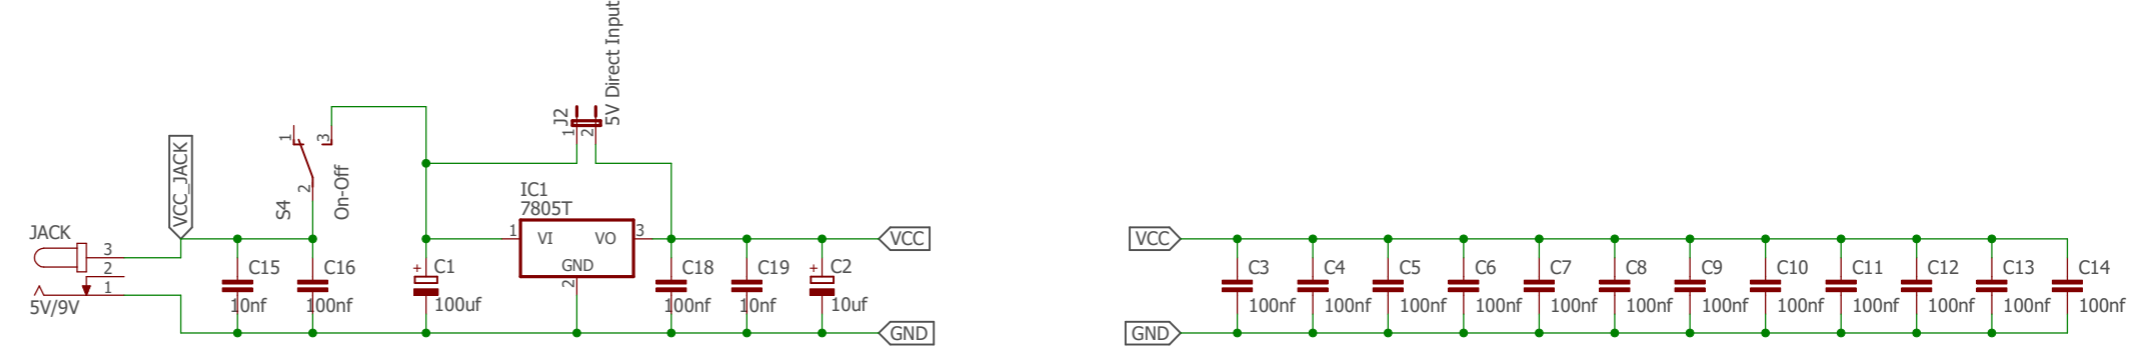 JACK
3
2
1
5V/9V
VCC_JACK
C15
10nf
C16
100nf
1
3
2
S4
On-Off
+
C1
100uf
J2
1
2
5V Direct Input
IC1
7805T
1
VI
VO
3
GND
2
C18
100nf
C19
10nf
+
C2
10uf
VCC
GND
VCC
GND
C3
100nf
C4
100nf
C5
100nf
C6
100nf
C7
100nf
C8
100nf
C9
100nf
C10
100nf
C11
100nf
C12
100nf
C13
100nf
C14
100nf